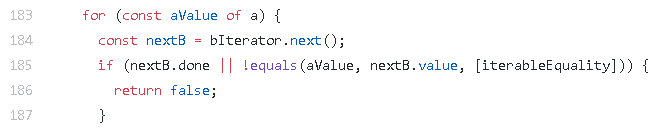 183 for (const aValue of a) {
184 const nextB = bIterator.next();
185 if (nextB.done || !equals(aValue, nextB.value, [iterableEquality])) {
186 return false;
187 }